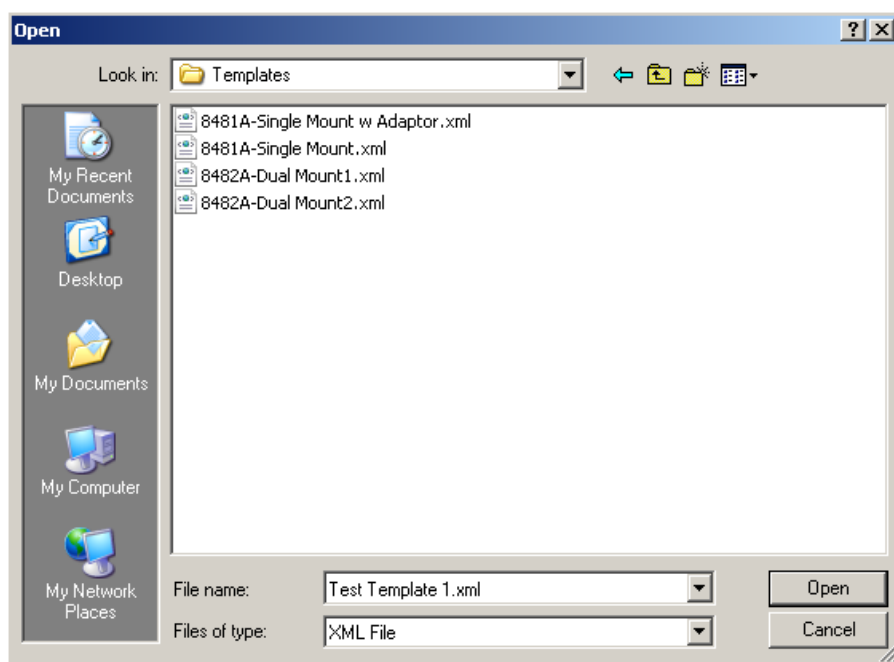 Open
Look in: Templates
8481A-Single Mount w Adaptor.xml
8481A-Single Mount.xml
8482A-Dual Mount1.xml
8482A-Dual Mount2.xml
My Recent
Documents
Desktop
My Documents
My Computer
My Network
Places
File name: Test Template 1.xml Open
Files of type: XML File Cancel